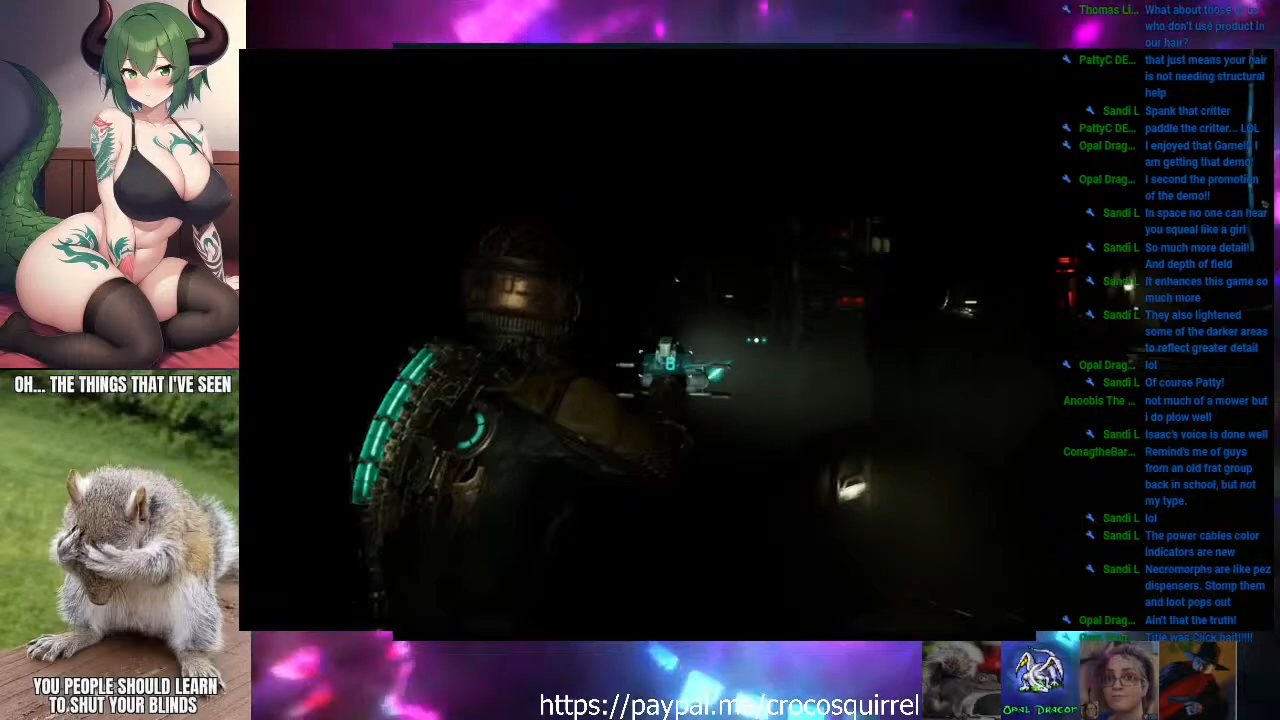 OH... THE THINGS THAT I'VE SEEN
YOU PEOPLE SHOULD LEARN
TO SHUT YOUR BLINDS
8
https://paypal.me/crocosquirrel
OPAL DRAGON
Thomas Li... What about those of us
who don't use product in
our hair?
PattyC DE... that just means your hair
is not needing structural
help
Sandi L Spank that critter
PattyC DE... paddle the critter... LOL
Opal Drag... I enjoyed that Game!! I
am getting that demo!
Opal Drag... I second the promotion
of the demo!!
Sandi L In space no one can hear
you squeal like a girl
Sandi L So much more detail!
And depth of field
Sandi L It enhances this game so
much more
Sandi L They also lightened
some of the darker areas
to reflect greater detail
Opal Drag... lol
Sandi L Of course Patty!
Anoobis The ... not much of a mower but
i do plow well
Sandi L Isaac's voice is done well
ConagtheBar... Remind's me of guys
from an old frat group
back in school, but not
my type.
Sandi L lol
Sandi L The power cables color
indicators are new
Sandi L Necromorphs are like pez
dispensers. Stomp them
and loot pops out
Opal Drag... Ain't that the truth!
Title was Click bait!!!!!